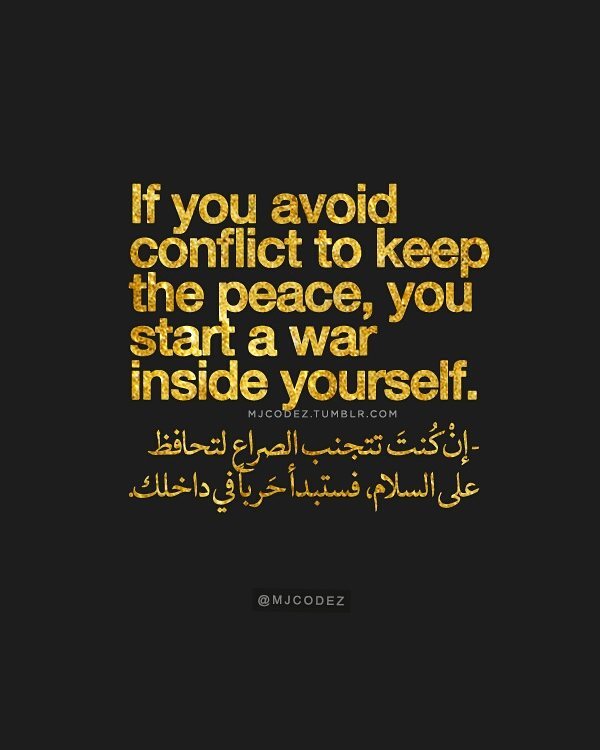 If you avoid
conflict to keep
the peace, you
start a war
inside yourself.
MJCODEZ.TUMBLR.COM
-إنْ كُنتَ تتجنب الصراع لتحافظ
على السلام، فستبدأ حَرباً في داخلك.
@MJCODEZ